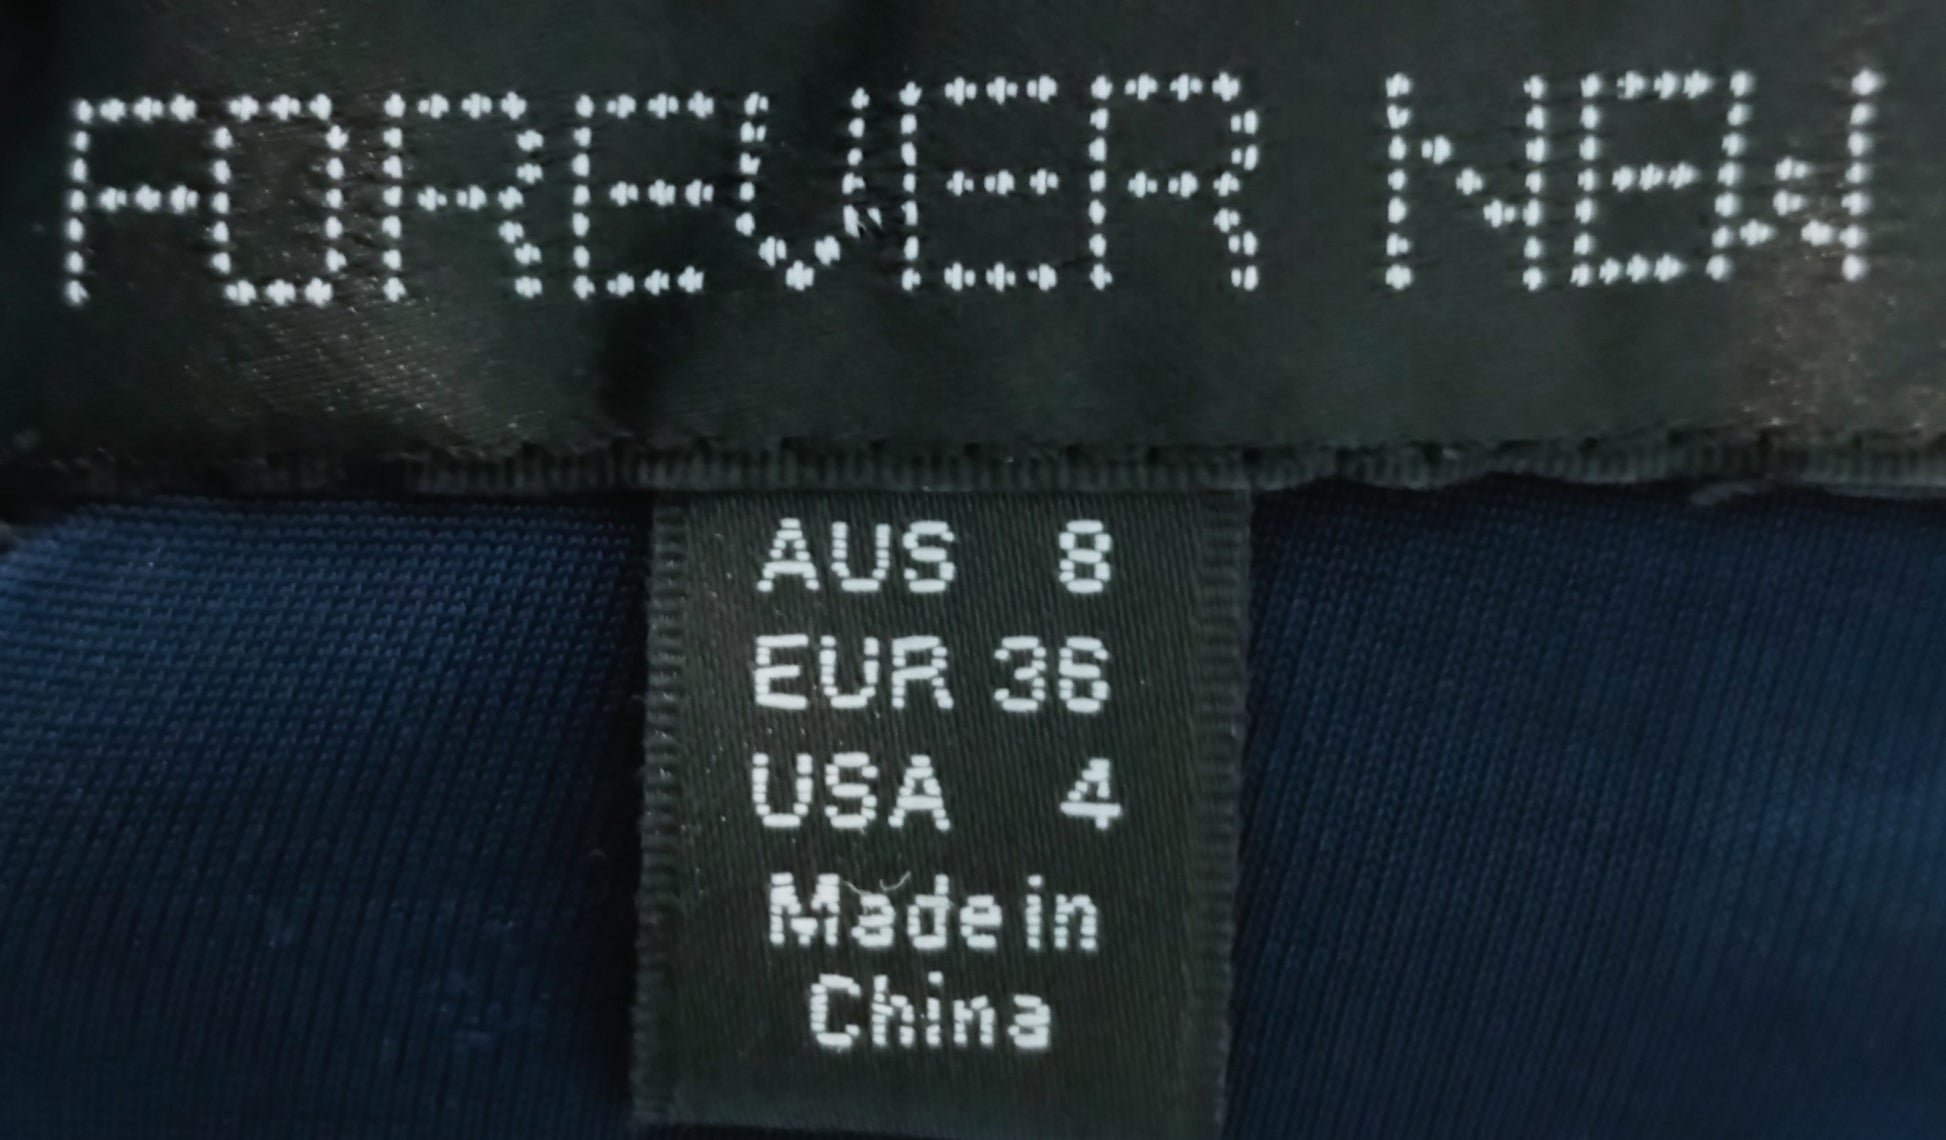 FOREVER NEW
AUS 8
EUR 36
USA 4
Made in
China